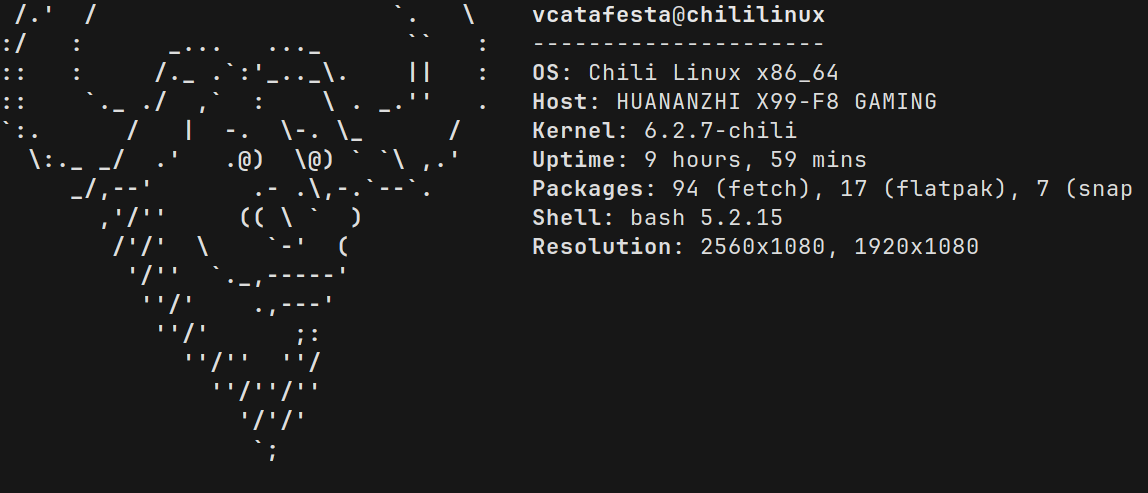 vcatafesta@chililinux
---------------------
OS: Chili Linux x86_64
Host: HUANANZHI X99-F8 GAMING
Kernel: 6.2.7-chili
Uptime: 9 hours, 59 mins
Packages: 94 (fetch), 17 (flatpak), 7 (snap
Shell: bash 5.2.15
Resolution: 2560x1080, 1920x1080